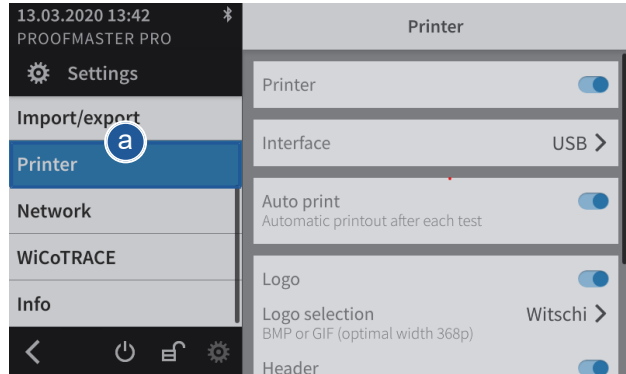 13.03.2020 13:42
PROOFMASTER PRO
Settings
Import/export
a
Printer
Network
WiCoTRACE
Info
Printer
Printer
Interface USB
Auto print
Automatic printout after each test
Logo
Logo selection Witschi
BMP or GIF (optimal width 368p)
Header